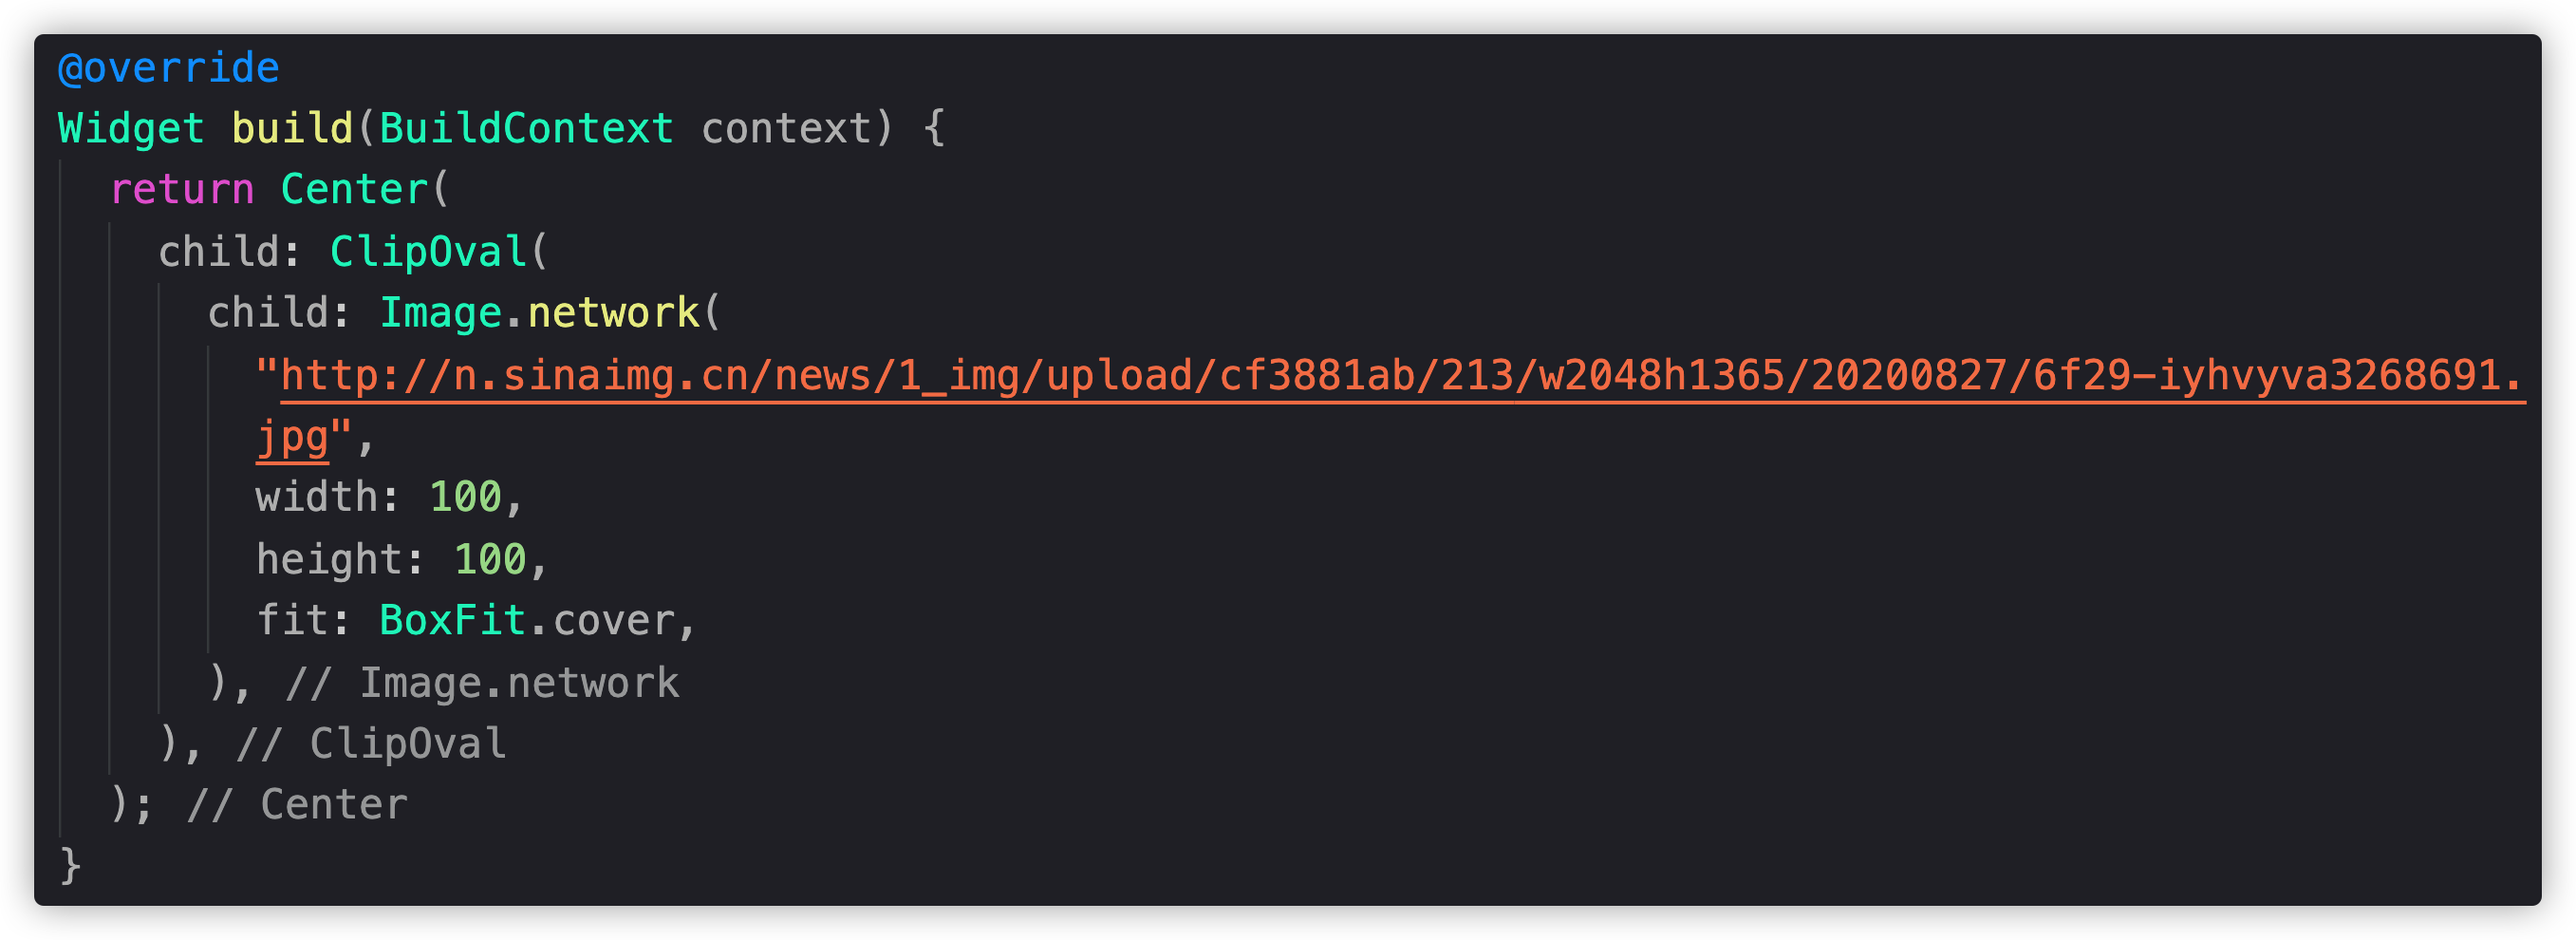 @override
Widget build(BuildContext context) {
return Center(
child: ClipOval(
child: Image.network(
"http://n.sinaimg.cn/news/1_img/upload/cf3881ab/213/w2048h1365/20200827/6f29-iyhvyva3268691.
jpg",
width: 100,
height: 100,
fit: BoxFit.cover,
), // Image.network
), // ClipOval
); // Center
}